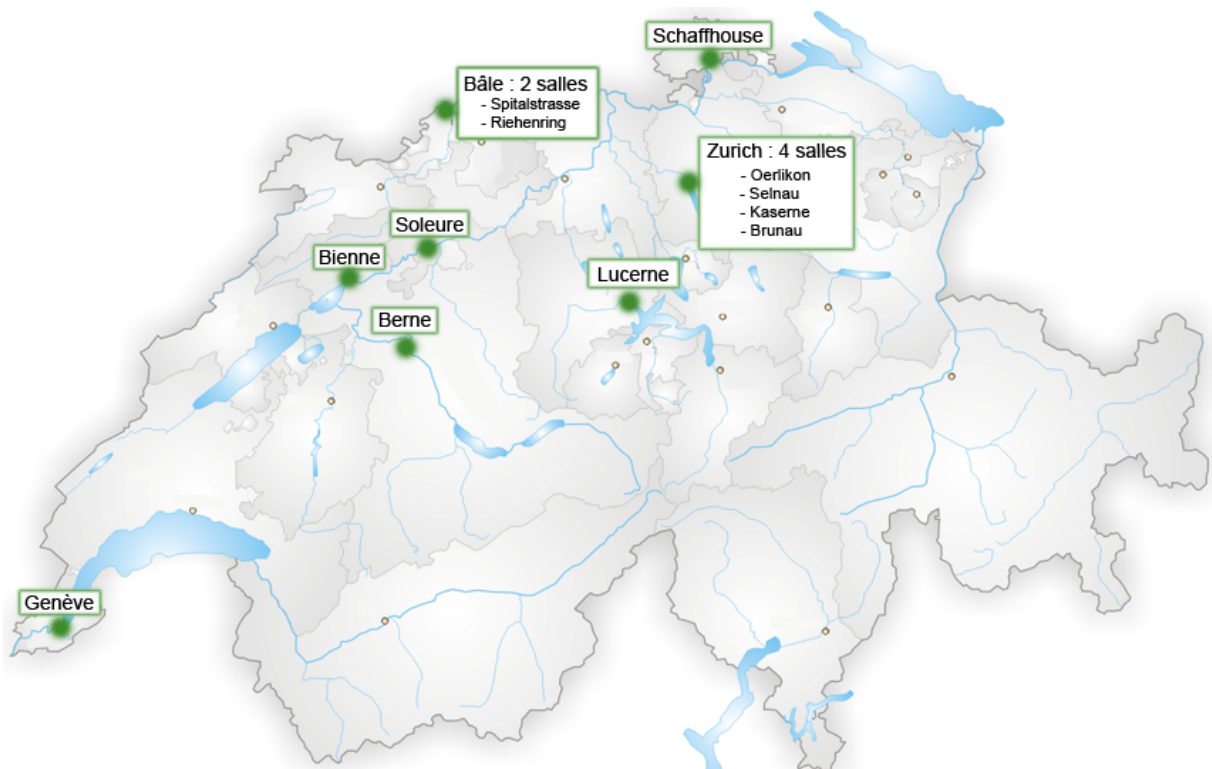 Schaffhouse
Bâle : 2 salles
- Spitalstrasse
- Riehenring
Zurich : 4 salles
- Oerlikon
- Selnau
- Kaserne
- Brunau
Soleure
Bienne
Lucerne
Berne
Genève